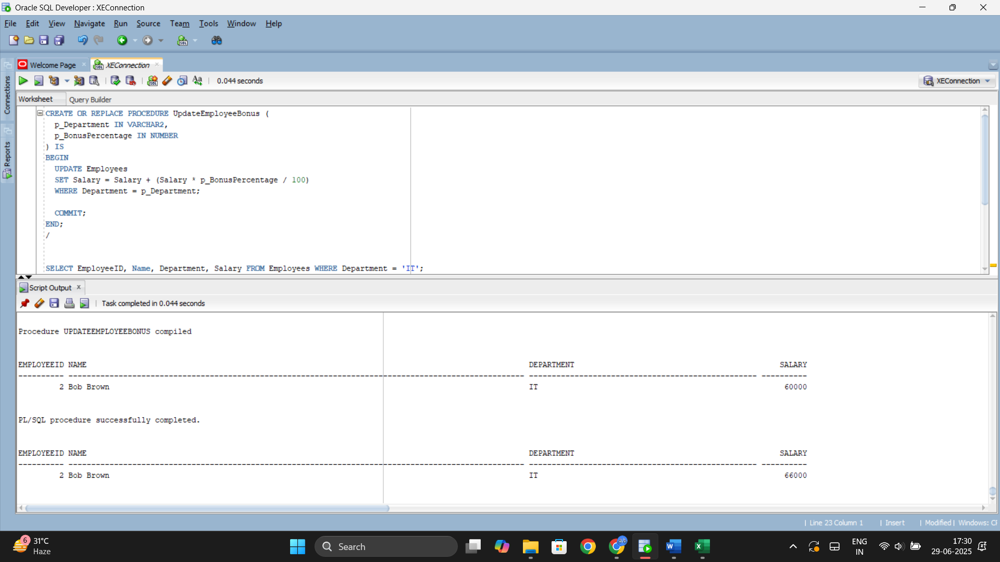 Oracle SQL Developer : XEConnection
File Edit View Navigate Run Source Team Tools Window Help
Welcome Page XEConnection
0.044 seconds
XEConnection
Connections
Reports
Worksheet Query Builder
CREATE OR REPLACE PROCEDURE UpdateEmployeeBonus (
p_Department IN VARCHAR2,
p_BonusPercentage IN NUMBER
) IS
BEGIN
UPDATE Employees
SET Salary = Salary + (Salary * p_BonusPercentage / 100)
WHERE Department = p_Department;
COMMIT;
END;
/
SELECT EmployeeID, Name, Department, Salary FROM Employees WHERE Department = 'IT';
Script Output
Task completed in 0.044 seconds
Procedure UPDATEEMPLOYEEBONUS compiled
EMPLOYEEID NAME DEPARTMENT SALARY
2 Bob Brown IT 60000
PL/SQL procedure successfully completed.
EMPLOYEEID NAME DEPARTMENT SALARY
2 Bob Brown IT 66000
Line 23 Column 1 Insert Modified Windows: CF
6
31°C
Haze
Search
ENG
IN
17:30
29-06-2025